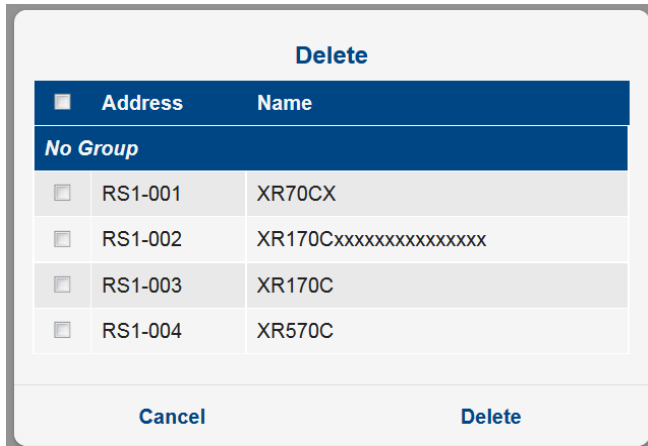 Delete
Address Name
No Group
RS1-001 XR70CX
RS1-002 XR170Cxxxxxxxxxxxxxxx
RS1-003 XR170C
RS1-004 XR570C
Cancel Delete